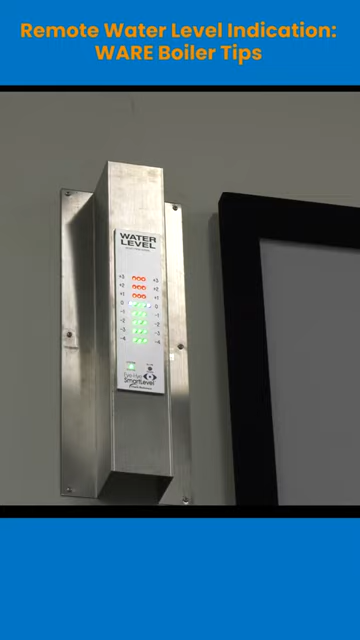 Remote Water Level Indication:
WARE Boiler Tips
WATER
LEVEL
+3 +3
+2 +2
+1 +1
0 0
-1 -1
-2 -2
-3 -3
-4 -4
Eye-Hye
SmartLevel